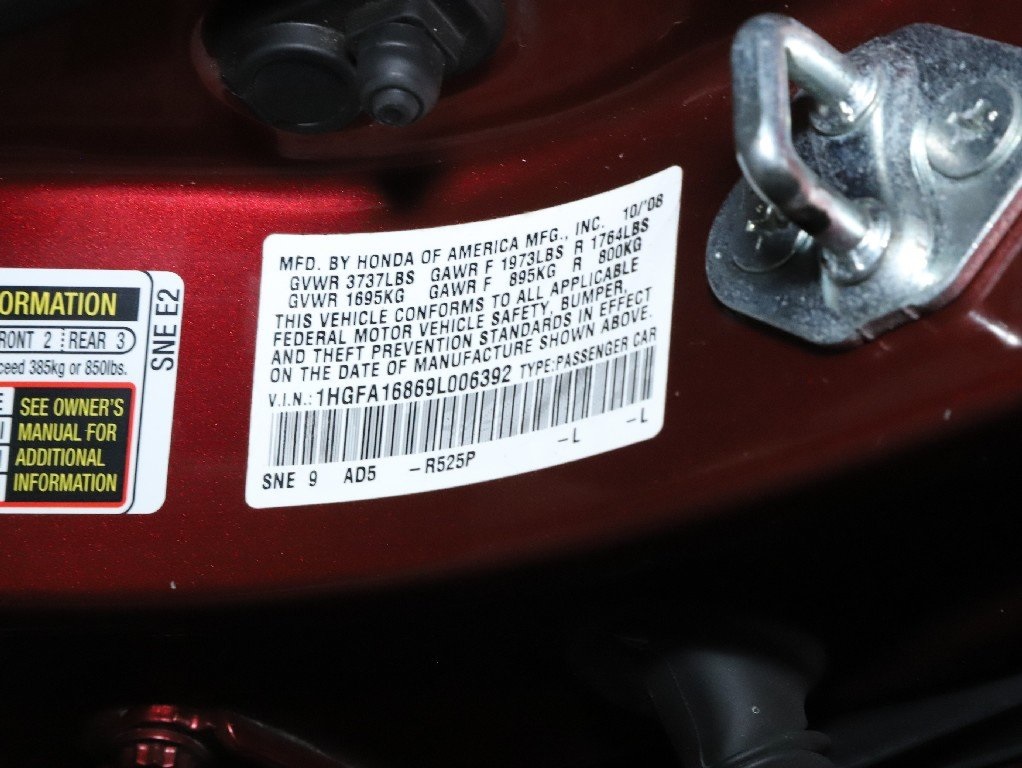 ORMATION
RONT 2 REAR 3
ceed 385kg or 850lbs.
SEE OWNER'S
MANUAL FOR
ADDITIONAL
INFORMATION
SNE E2
MFD. BY HONDA OF AMERICA MFG., INC. 10/'08
GVWR 3737LBS GAWR F 1973LBS R 1764LBS
GVWR 1695KG GAWR F 895KG R 800KG
THIS VEHICLE CONFORMS TO ALL APPLICABLE
FEDERAL MOTOR VEHICLE SAFETY, BUMPER,
AND THEFT PREVENTION STANDARDS IN EFFECT
ON THE DATE OF MANUFACTURE SHOWN ABOVE.
V.I.N.: 1HGFA16869L006392 TYPE: PASSENGER CAR
SNE 9 AD5 -R525P -L -L